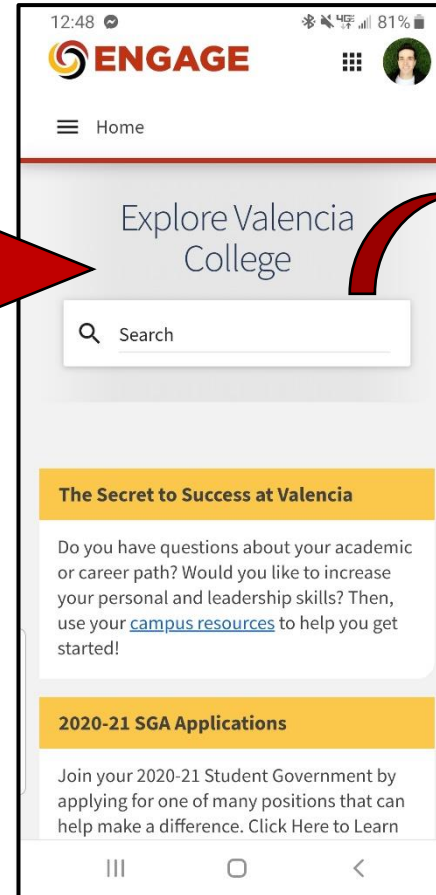 12:48 4GE 81%
ENGAGE
Home
Explore Valencia
College
Search
The Secret to Success at Valencia
Do you have questions about your academic
or career path? Would you like to increase
your personal and leadership skills? Then,
use your campus resources to help you get
started!
2020-21 SGA Applications
Join your 2020-21 Student Government by
applying for one of many positions that can
help make a difference. Click Here to Learn